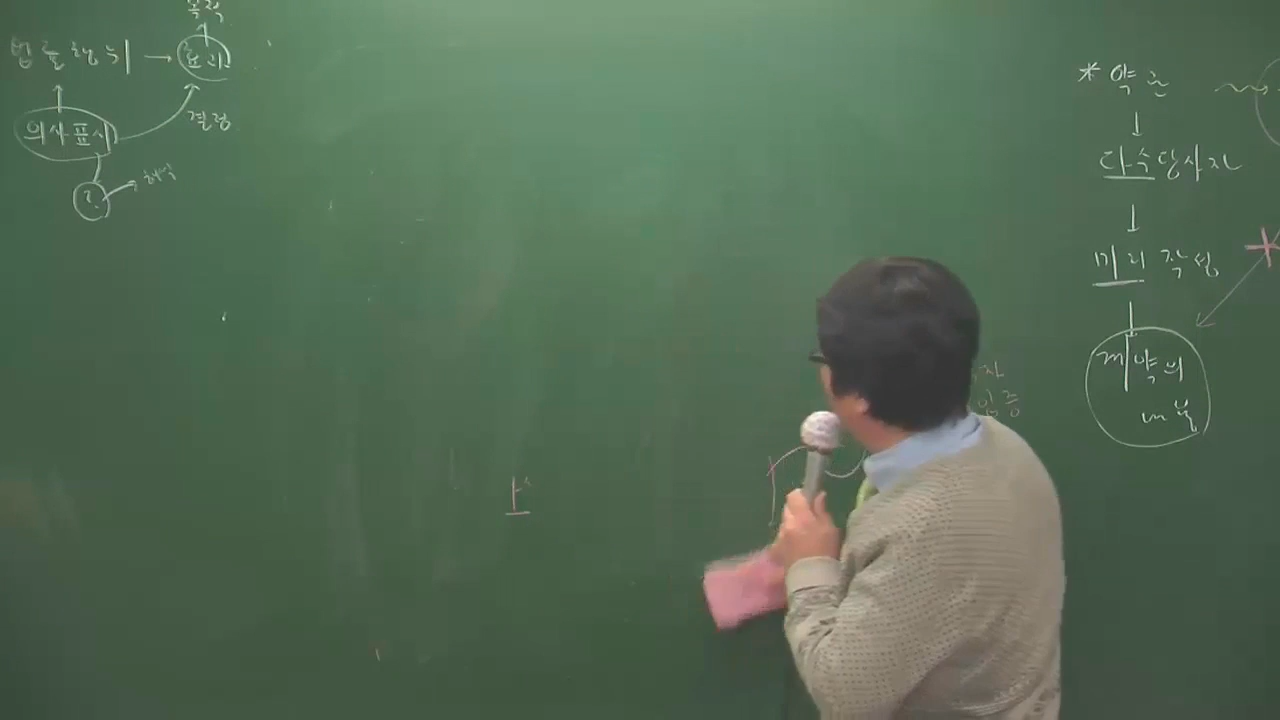 목적
법률행위 → 효과
의사표시
결정
?
해석
* 약관
↓
다수당사자
↓
미리 작성
↓
계약의
내용